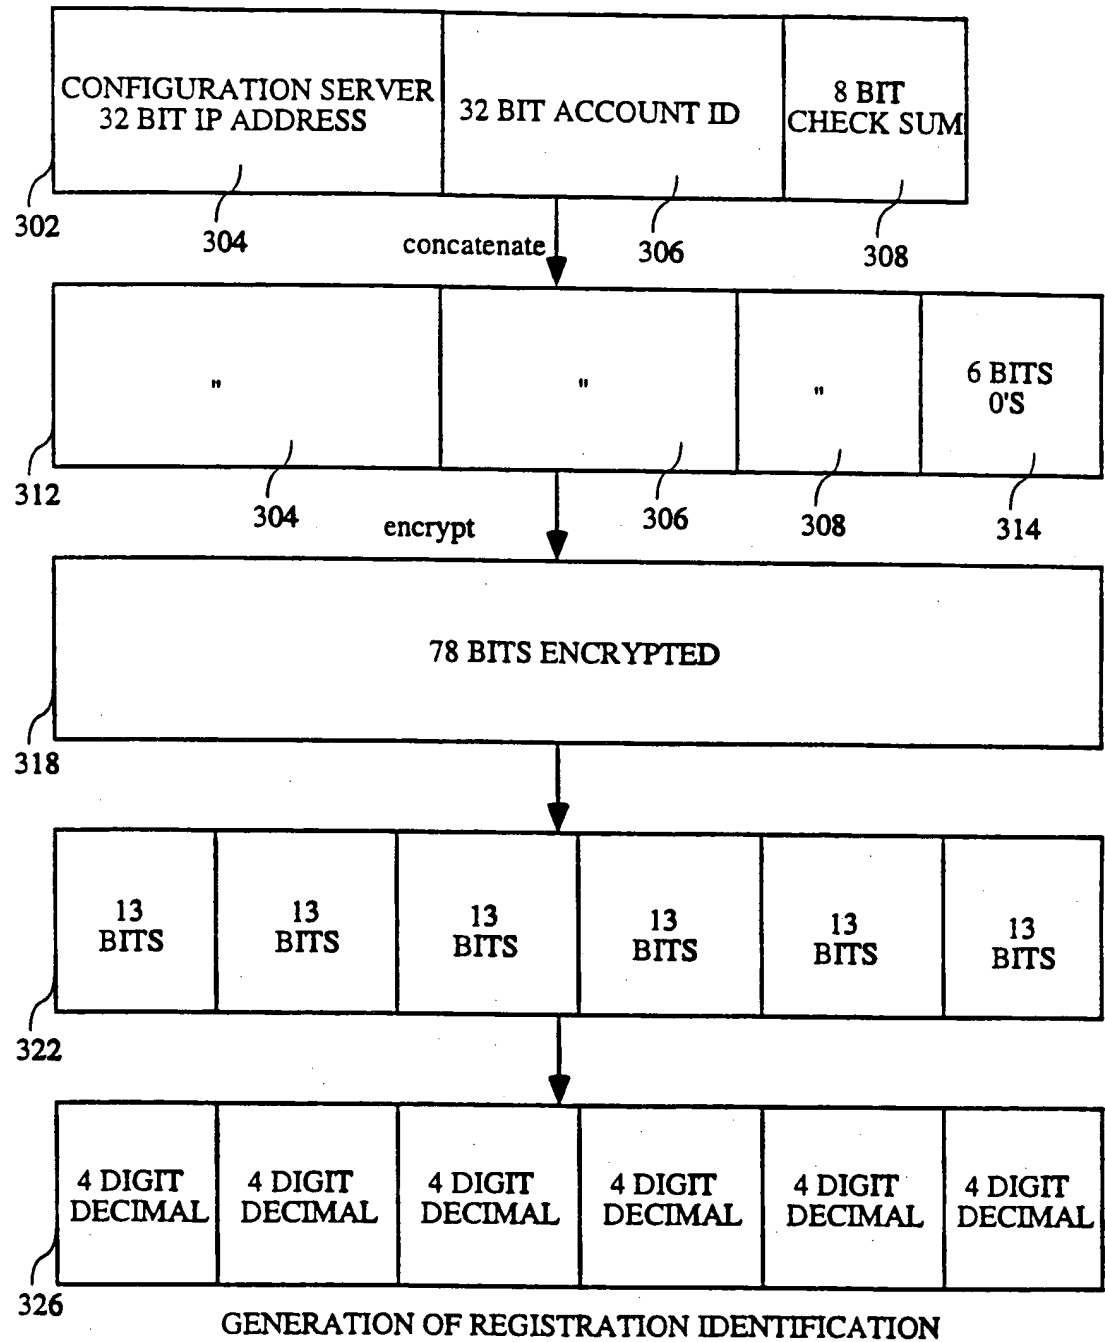 CONFIGURATION SERVER
32 BIT IP ADDRESS
32 BIT ACCOUNT ID
8 BIT
CHECK SUM
302
304
concatenate
306
308
"
"
"
6 BITS
0'S
312
304
encrypt
306
308
314
78 BITS ENCRYPTED
318
13
BITS
13
BITS
13
BITS
13
BITS
13
BITS
13
BITS
322
4 DIGIT
DECIMAL
4 DIGIT
DECIMAL
4 DIGIT
DECIMAL
4 DIGIT
DECIMAL
4 DIGIT
DECIMAL
4 DIGIT
DECIMAL
326
GENERATION OF REGISTRATION IDENTIFICATION